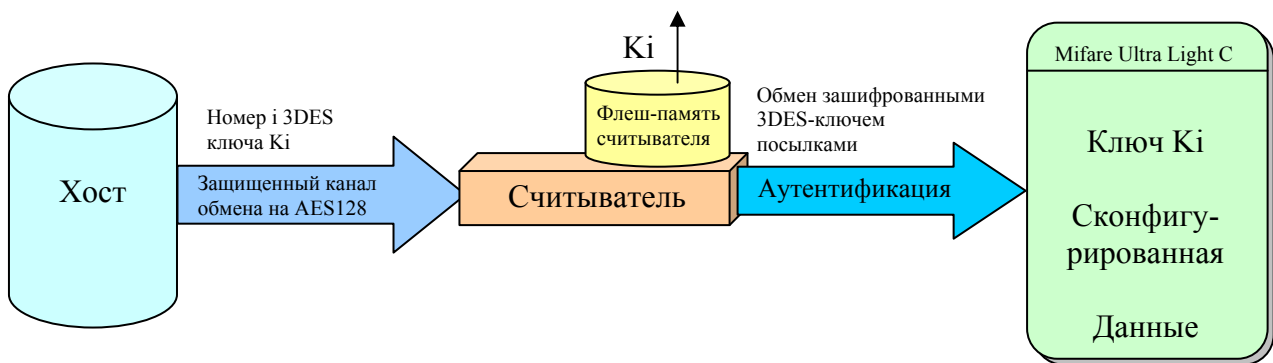 Хост
Номер i 3DES
ключа Ki
Защищенный канал
обмена на AES128
Ki
Флеш-память
считывателя
Считыватель
Обмен зашифрованными
3DES-ключем
посылками
Аутентификация
Mifare Ultra Light C
Ключ Ki
Сконфигу-
рированная
Данные